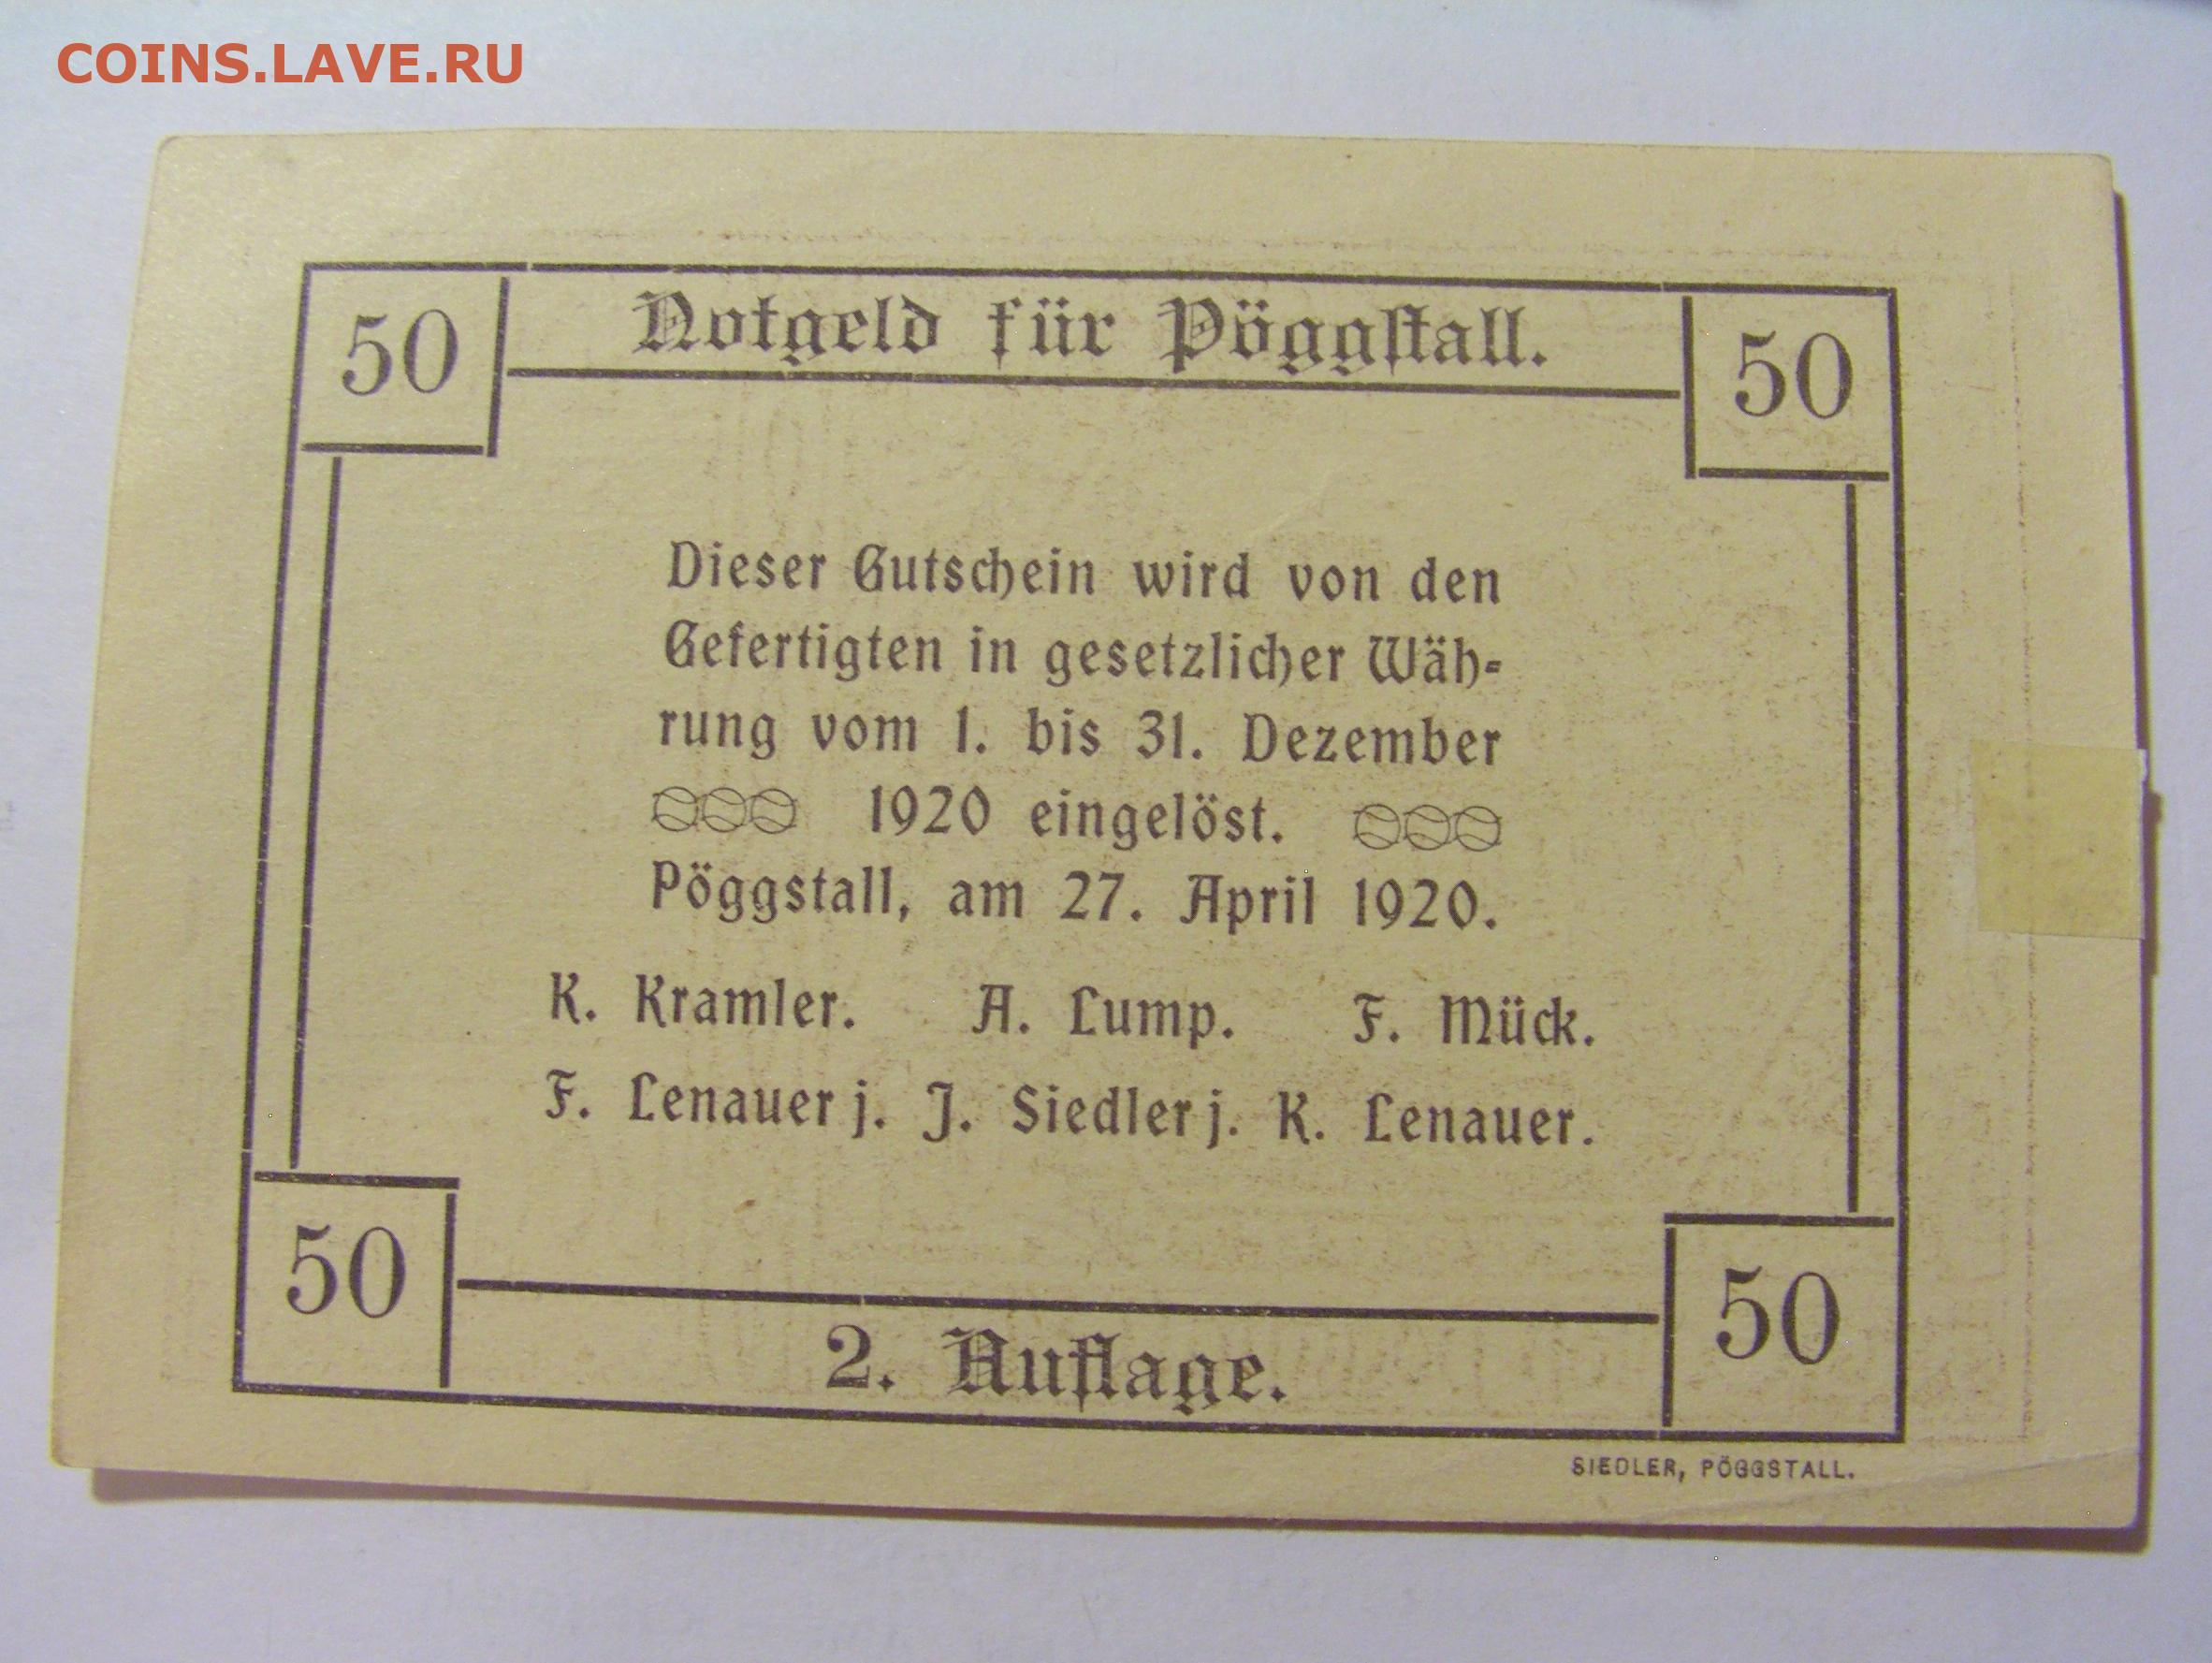 COINS.LAVE.RU
50 Notgeld für Pöggstall. 50
Dieser Gutschein wird von den
Gefertigten in gesetzlicher Wäh-
rung vom 1. bis 31. Dezember
1920 eingelöst.
Pöggstall, am 27. April 1920.
K. Kramler. A. Lump. F. Mück.
F. Lenauer j. J. Siedler j. K. Lenauer.
50 2. Auflage. 50
SIEDLER, PÖGGSTALL.